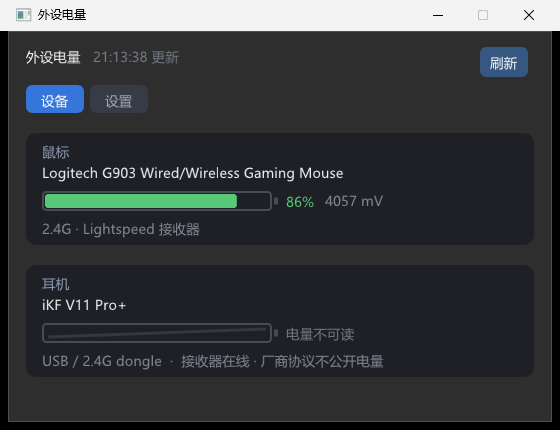 外设电量
外设电量 21:13:38 更新
刷新
设备 设置
鼠标
Logitech G903 Wired/Wireless Gaming Mouse
86% 4057 mV
2.4G · Lightspeed 接收器
耳机
iKF V11 Pro+
电量不可读
USB / 2.4G dongle · 接收器在线 · 厂商协议不公开电量